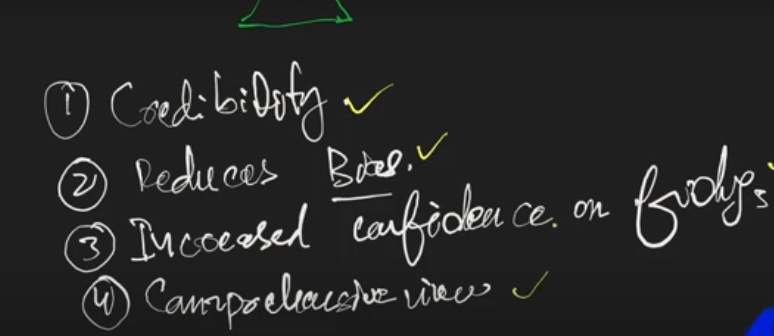 ① Credibility ✓
② Reduces Bias. ✓
③ Increased confidence. on findings
④ Comprehensive view ✓